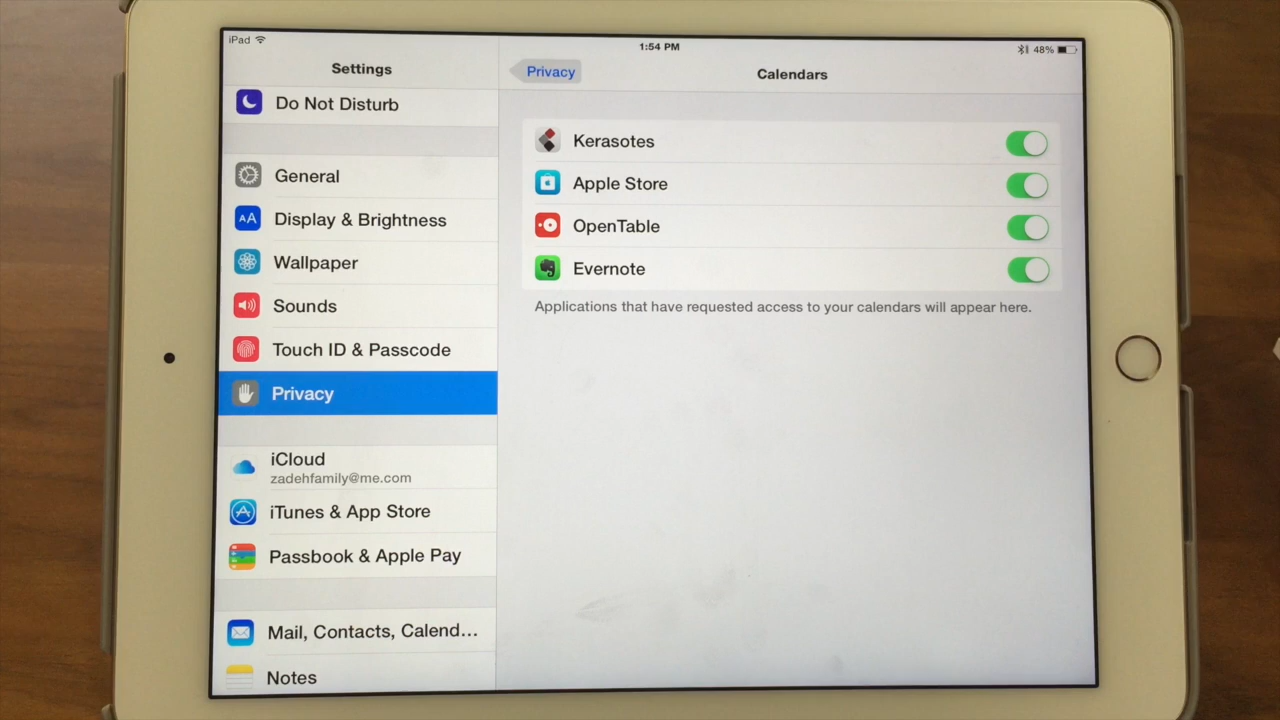 iPad
1:54 PM
48%
Settings
Do Not Disturb
General
AA Display & Brightness
Wallpaper
Sounds
Touch ID & Passcode
Privacy
iCloud
zadehfamily@me.com
iTunes & App Store
Passbook & Apple Pay
Mail, Contacts, Calend...
Notes
Privacy
Calendars
Kerasotes
Apple Store
OpenTable
Evernote
Applications that have requested access to your calendars will appear here.